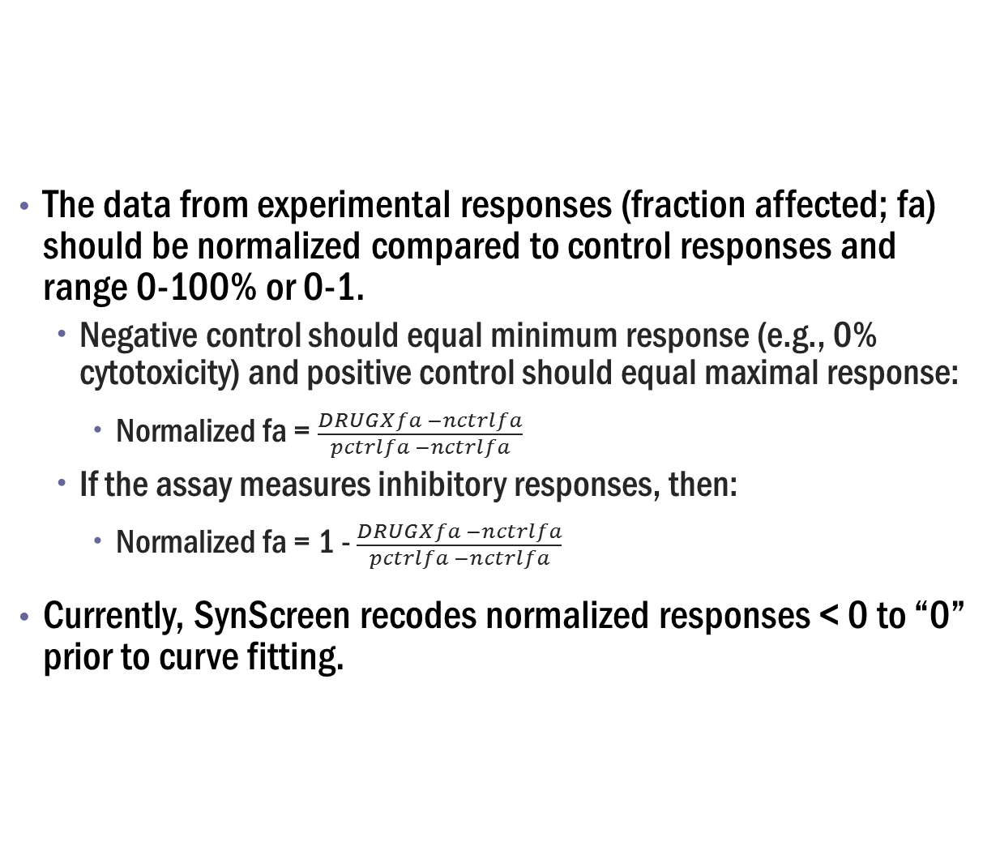 • The data from experimental responses (fraction affected; fa)
should be normalized compared to control responses and
range 0-100% or 0-1.
• Negative control should equal minimum response (e.g., 0%
cytotoxicity) and positive control should equal maximal response:
• Normalized fa = \frac{DRUGXfa −nctrlfa}{pctrlfa −nctrlfa}
• If the assay measures inhibitory responses, then:
• Normalized fa = 1 - \frac{DRUGXfa −nctrlfa}{pctrlfa −nctrlfa}
• Currently, SynScreen recodes normalized responses < 0 to “0”
prior to curve fitting.